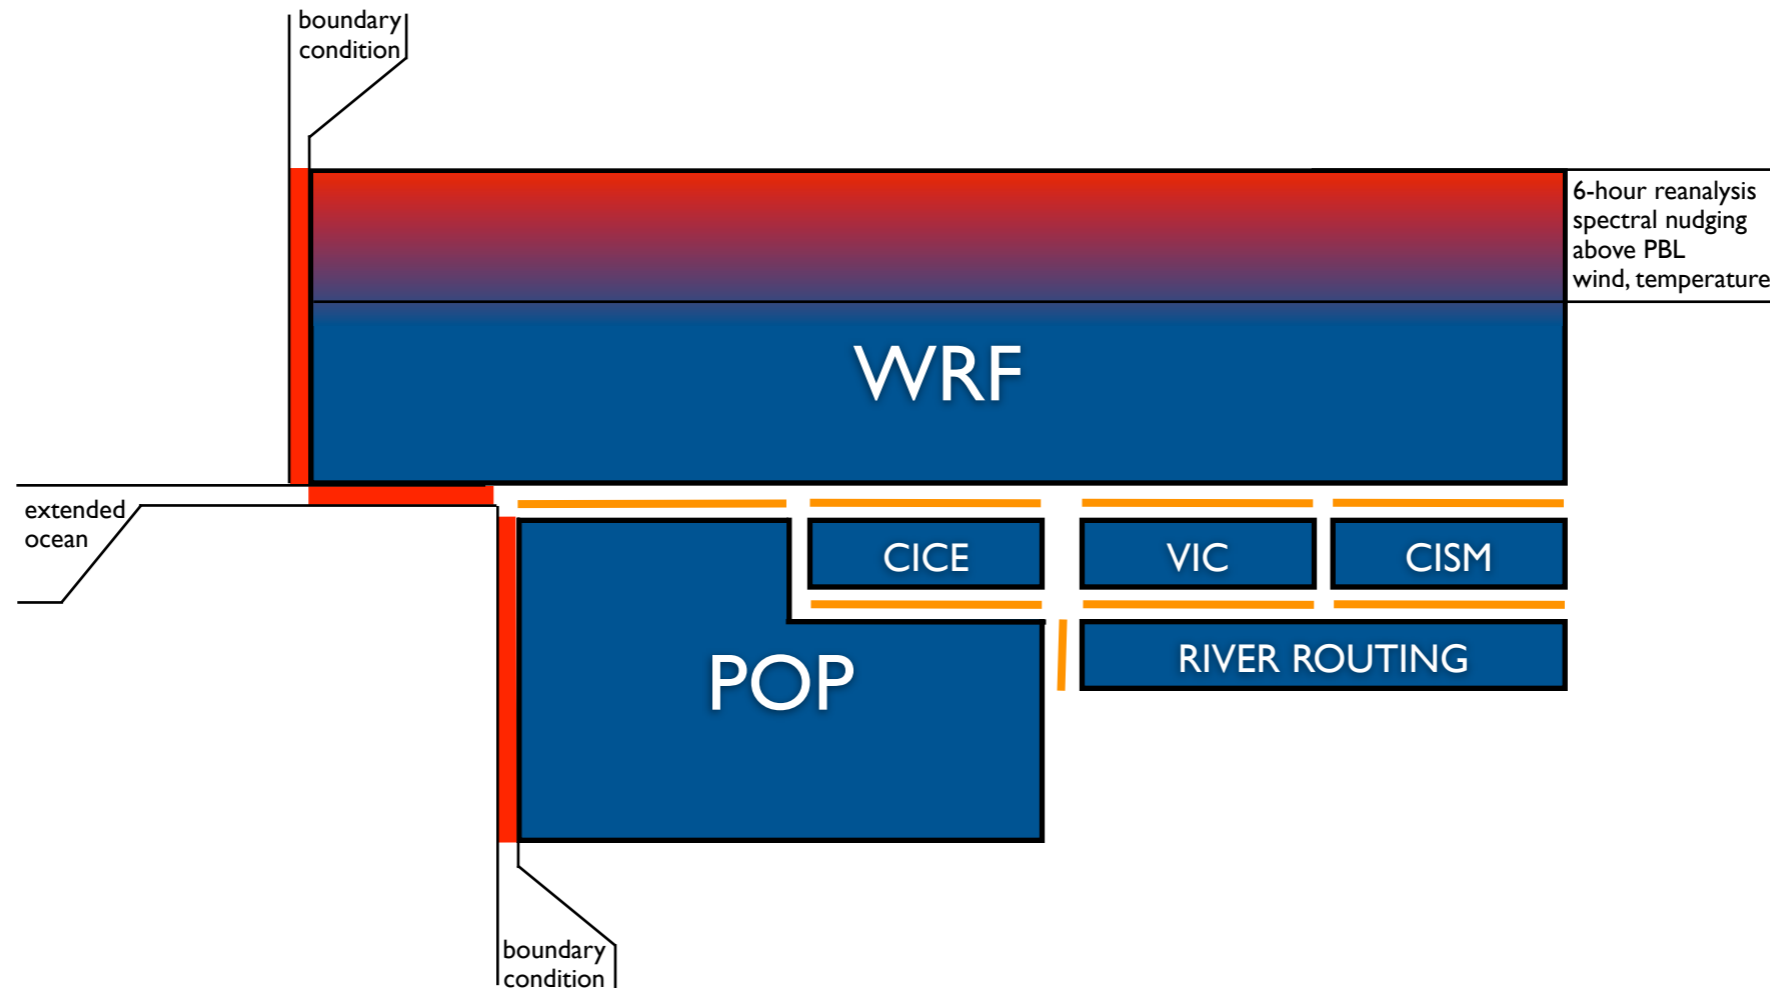 boundary
condition
6-hour reanalysis
spectral nudging
above PBL
wind, temperature
WRF
extended
ocean
CICE
VIC
CISM
POP
RIVER ROUTING
boundary
condition